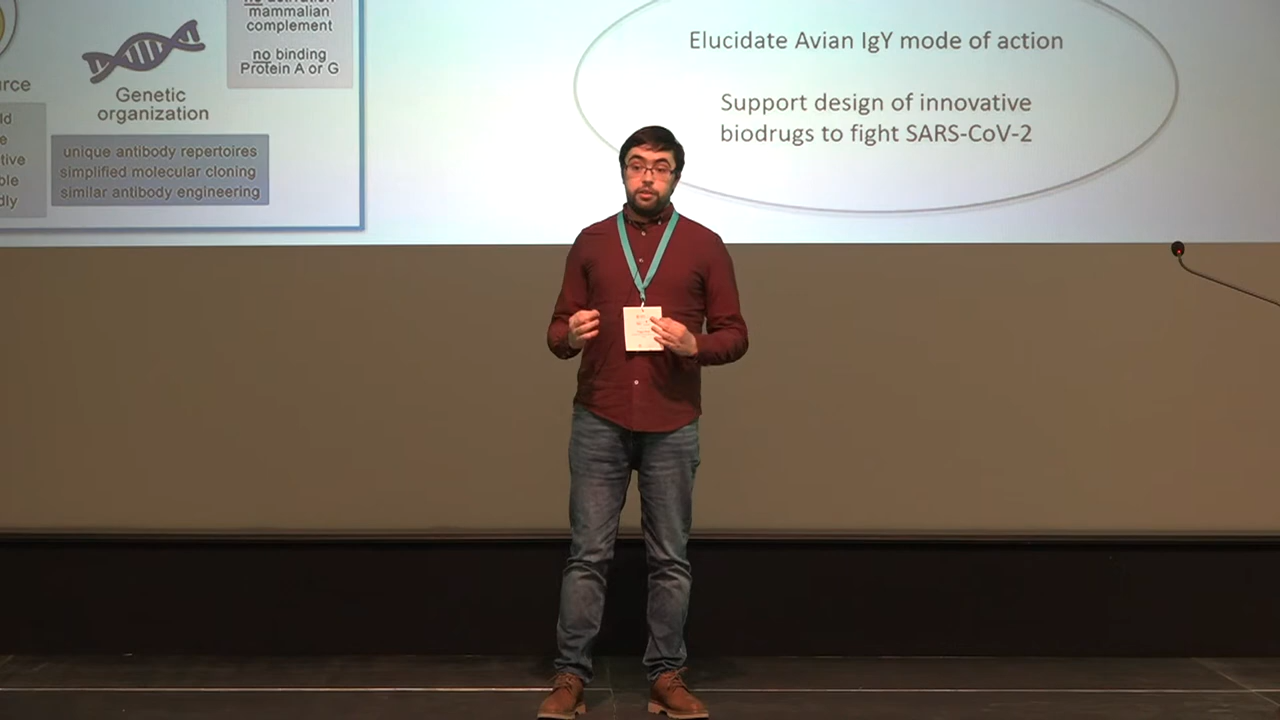 mammalian
complement
no binding
Protein A or G
Genetic
organization
unique antibody repertoires
simplified molecular cloning
similar antibody engineering
Elucidate Avian IgY mode of action
Support design of innovative
biodrugs to fight SARS-CoV-2